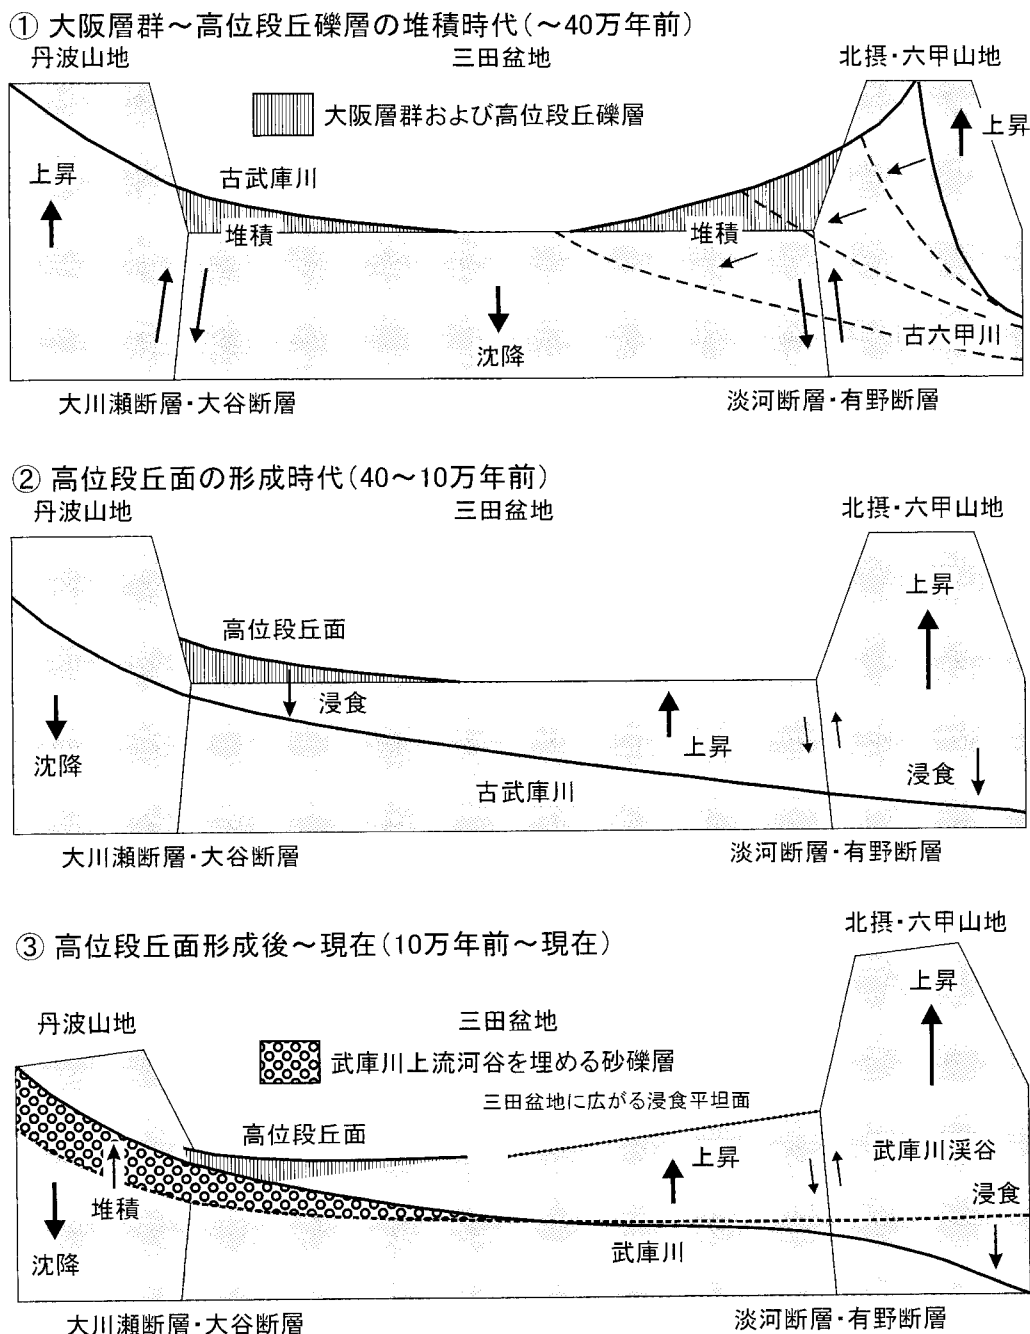 ① 大阪層群～高位段丘礫層の堆積時代(～40万年前)
丹波山地
三田盆地
北摂・六甲山地
大阪層群および高位段丘礫層
上昇
上昇
古武庫川
堆積
堆積
沈降
古六甲川
大川瀬断層・大谷断層
淡河断層・有野断層
② 高位段丘面の形成時代(40～10万年前)
丹波山地
三田盆地
北摂・六甲山地
上昇
高位段丘面
浸食
上昇
沈降
浸食
古武庫川
大川瀬断層・大谷断層
淡河断層・有野断層
③ 高位段丘面形成後～現在(10万年前～現在)
北摂・六甲山地
上昇
丹波山地
三田盆地
武庫川上流河谷を埋める砂礫層
三田盆地に広がる浸食平坦面
高位段丘面
上昇
武庫川渓谷
堆積
浸食
沈降
武庫川
大川瀬断層・大谷断層
淡河断層・有野断層